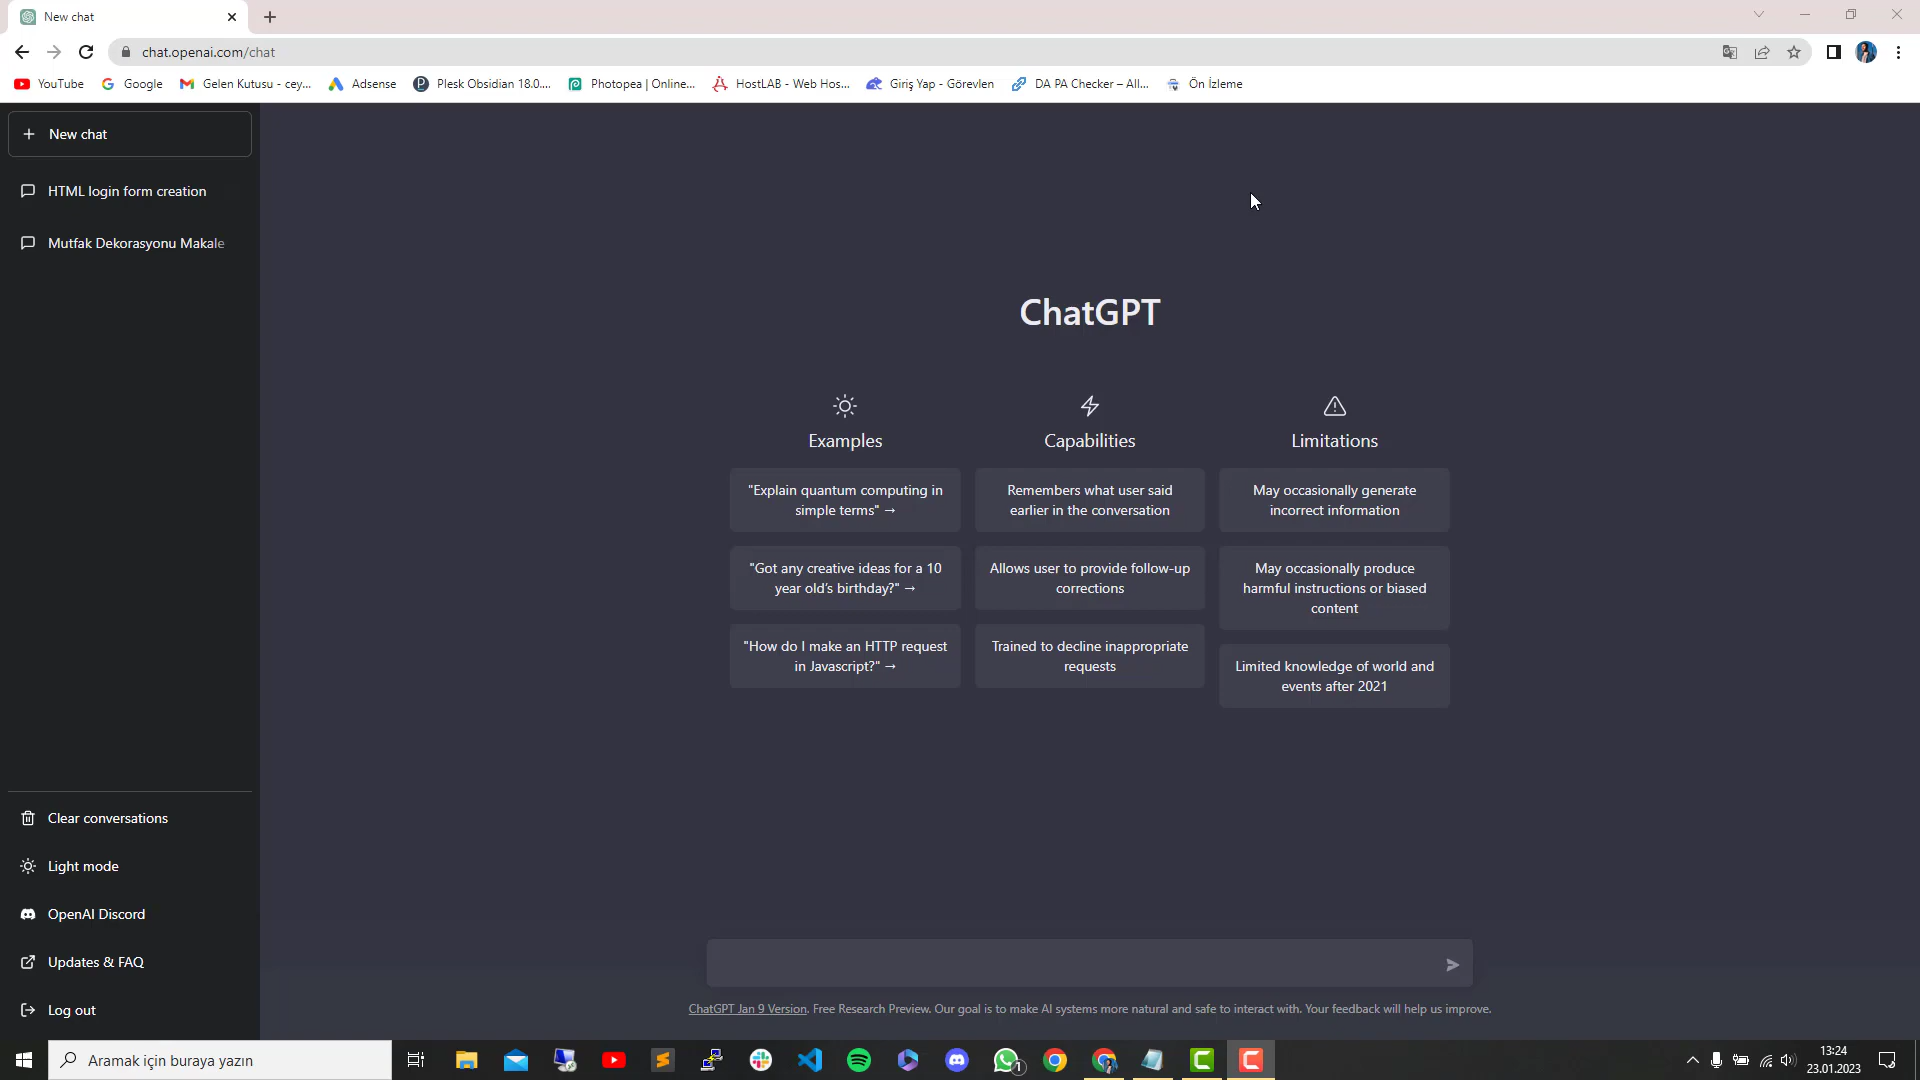 New chat
chat.openai.com/chat
YouTube
Google
Gelen Kutusu - cey...
Adsense
Plesk Obsidian 18.0....
Photopea | Online...
HostLAB - Web Hos...
Giriş Yap - Görevlen
DA PA Checker – All...
Ön İzleme
New chat
HTML login form creation
Mutfak Dekorasyonu Makale
ChatGPT
Examples
"Explain quantum computing in
simple terms" →
"Got any creative ideas for a 10
year old's birthday?" →
"How do I make an HTTP request
in Javascript?" →
Capabilities
Remembers what user said
earlier in the conversation
Allows user to provide follow-up
corrections
Trained to decline inappropriate
requests
Limitations
May occasionally generate
incorrect information
May occasionally produce
harmful instructions or biased
content
Limited knowledge of world and
events after 2021
Clear conversations
Light mode
OpenAI Discord
Updates & FAQ
Log out
ChatGPT Jan 9 Version. Free Research Preview. Our goal is to make AI systems more natural and safe to interact with. Your feedback will help us improve.
Aramak için buraya yazın
1
13:24
23.01.2023